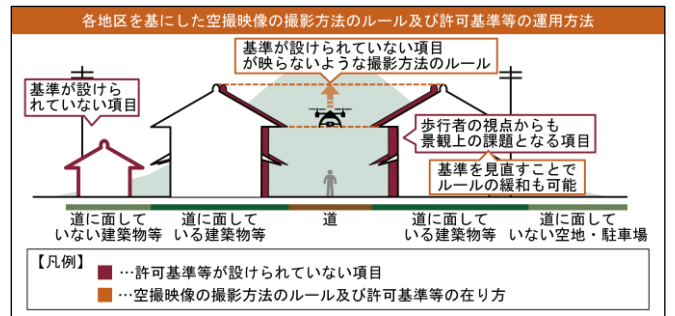 各地区を基にした空撮映像の撮影方法のルール及び許可基準等の運用方法
基準が設けられていない項目
が映らないような撮影方法のルール
基準が設けら
れていない項目
歩行者の視点からも
景観上の課題となる項目
基準を見直すことで
ルールの緩和も可能
道に面して
いない建築物等
道に面して
いる建築物等
道
道に面して
いる建築物等
道に面して
いない空地・駐車場
【凡例】
…許可基準等が設けられていない項目
…空撮映像の撮影方法のルール及び許可基準等の在り方